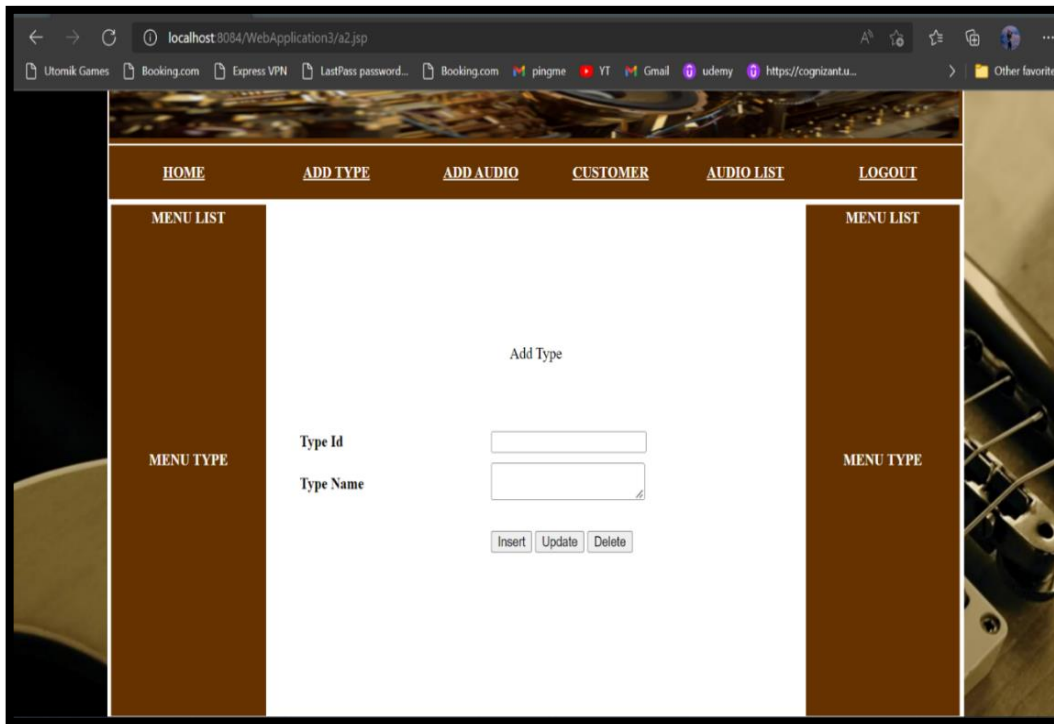 localhost:8084/WebApplication3/a2.jsp
Utomik Games Booking.com Express VPN LastPass password... Booking.com pingme YT Gmail udemy https://cognizant.u... Other favorite
HOME ADD TYPE ADD AUDIO CUSTOMER AUDIO LIST LOGOUT
MENU LIST MENU LIST
Add Type
Type Id
MENU TYPE MENU TYPE
Type Name
Insert Update Delete